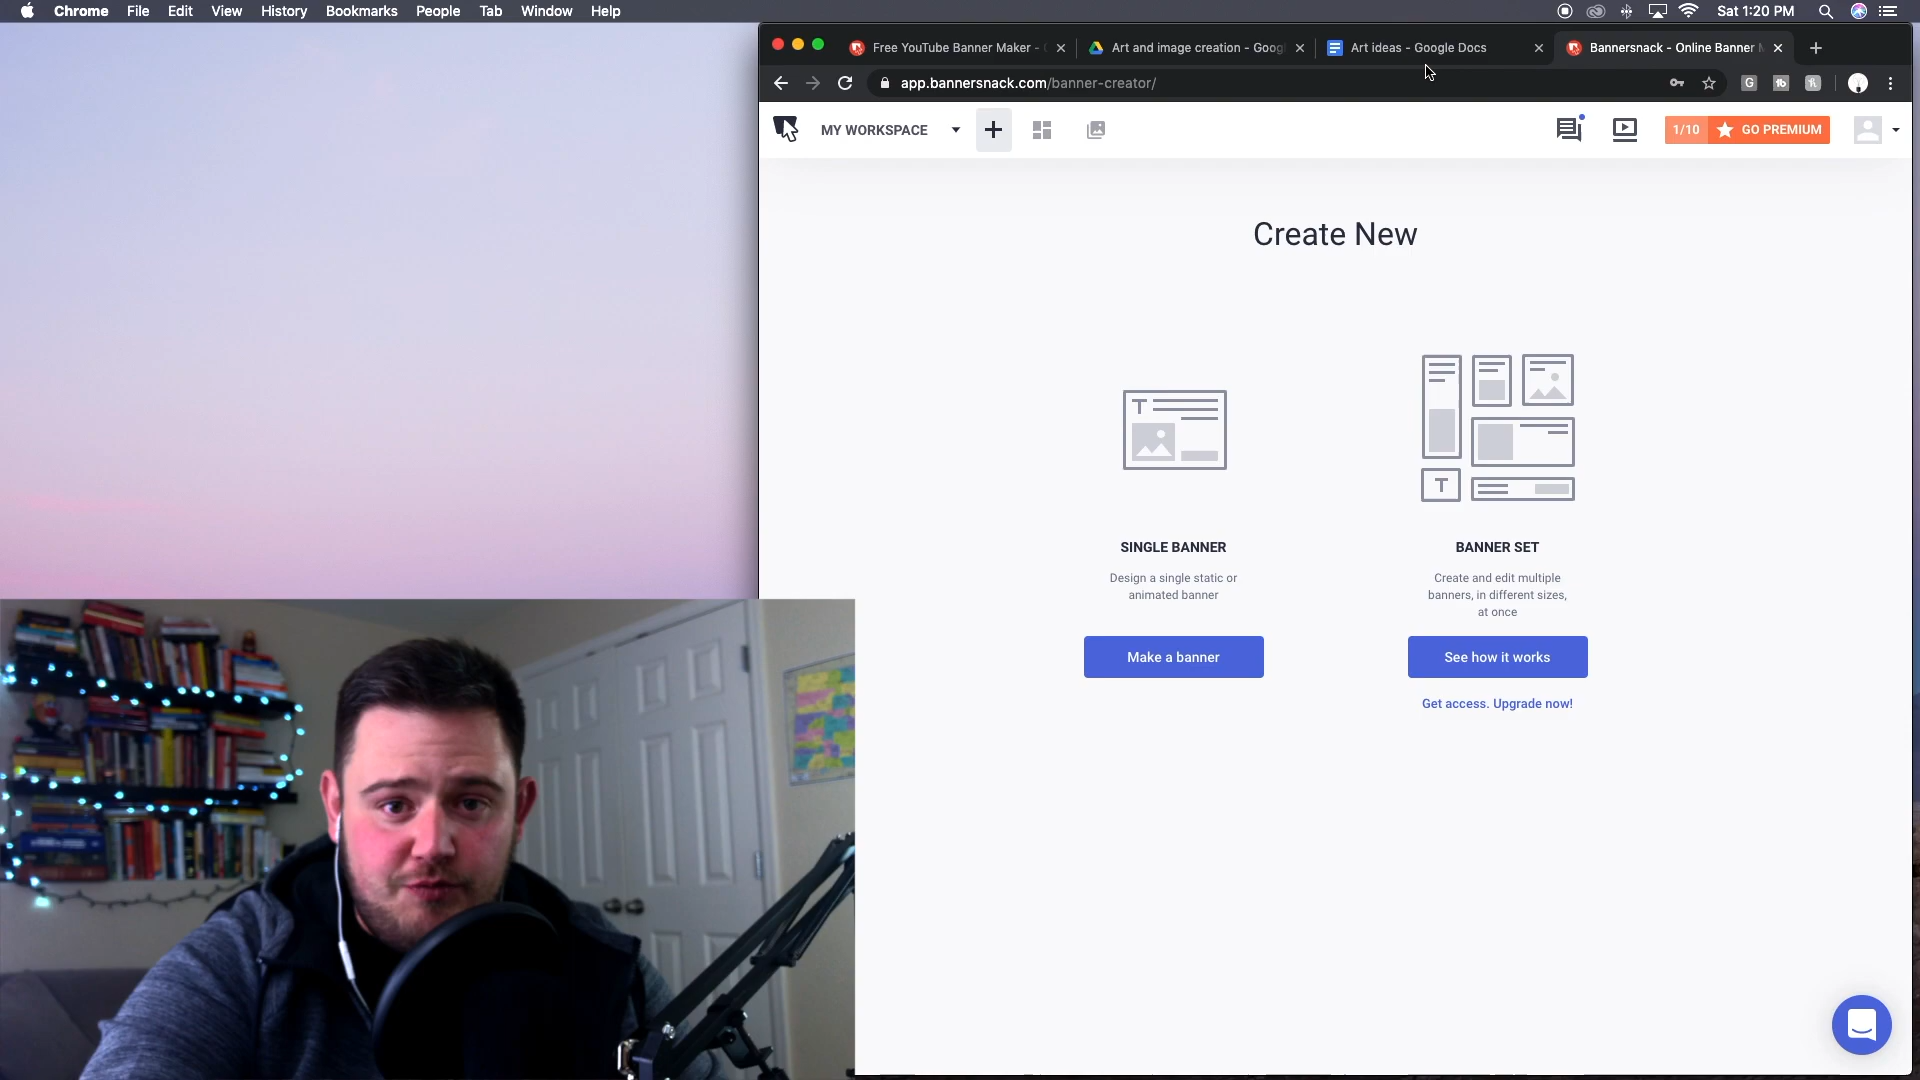 Chrome File Edit View History Bookmarks People Tab Window Help
Sat 1:20 PM
Free YouTube Banner Maker -
Art and image creation - Goog
Art ideas - Google Docs
Bannersnack - Online Banner M
app.bannersnack.com/banner-creator/
MY WORKSPACE
1/10 GO PREMIUM
Create New
SINGLE BANNER
Design a single static or
animated banner
Make a banner
BANNER SET
Create and edit multiple
banners, in different sizes,
at once
See how it works
Get access. Upgrade now!